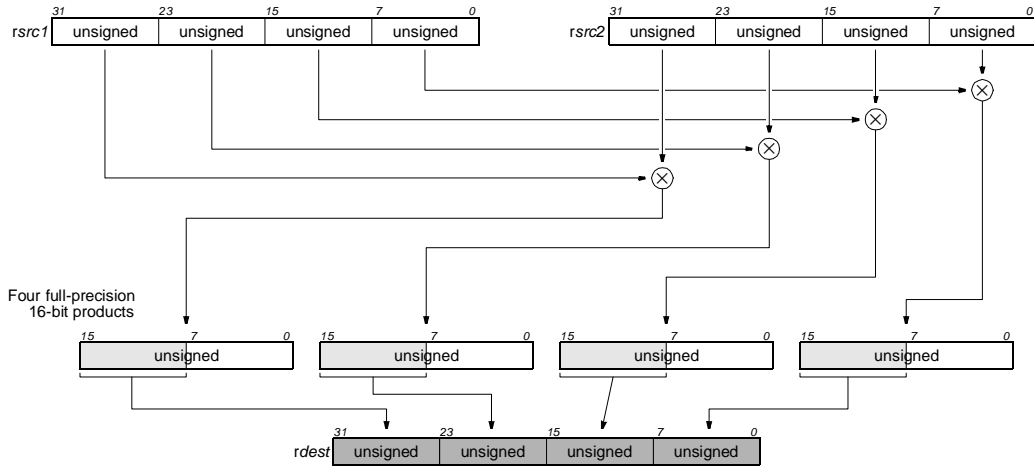 31 23 15 7 0 31 23 15 7 0
rsrc1 unsigned unsigned unsigned unsigned rsrc2 unsigned unsigned unsigned unsigned
Four full-precision
16-bit products
15 7 0 15 7 0 15 7 0 15 7 0
unsigned unsigned unsigned unsigned
31 23 15 7 0
rdest unsigned unsigned unsigned unsigned